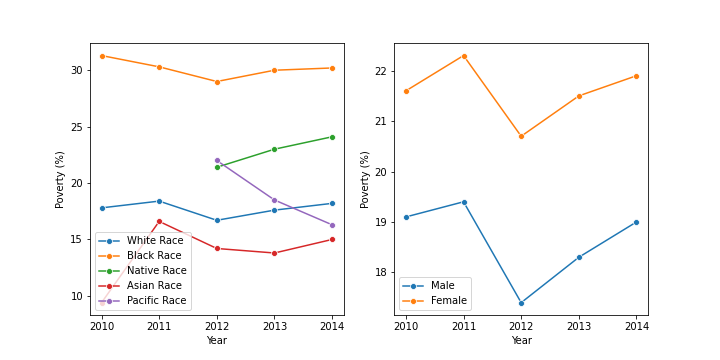 30
25
20
15
10
Poverty (%)
White Race
Black Race
Native Race
Asian Race
Pacific Race
2010 2011 2012 2013 2014
Year
22
21
20
19
18
Poverty (%)
Male
Female
2010 2011 2012 2013 2014
Year